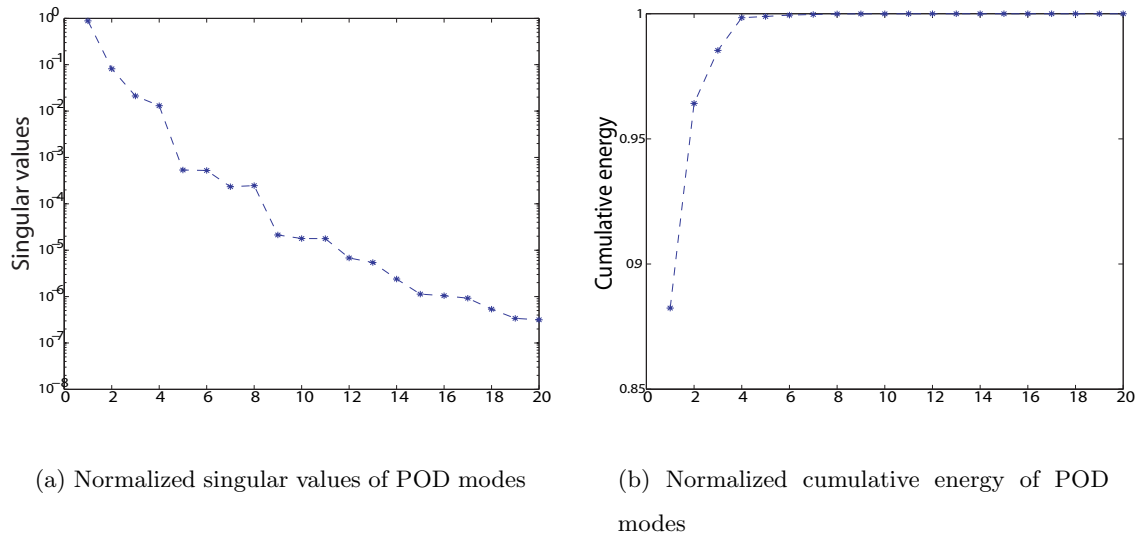 10^0
10^-1
10^-2
10^-3
10^-4
10^-5
10^-6
10^-7
10^-8
Singular values
0 2 4 6 8 10 12 14 16 18 20
1
0.95
0.9
0.85
Cumulative energy
0 2 4 6 8 10 12 14 16 18 20
(a) Normalized singular values of POD modes
(b) Normalized cumulative energy of POD
modes